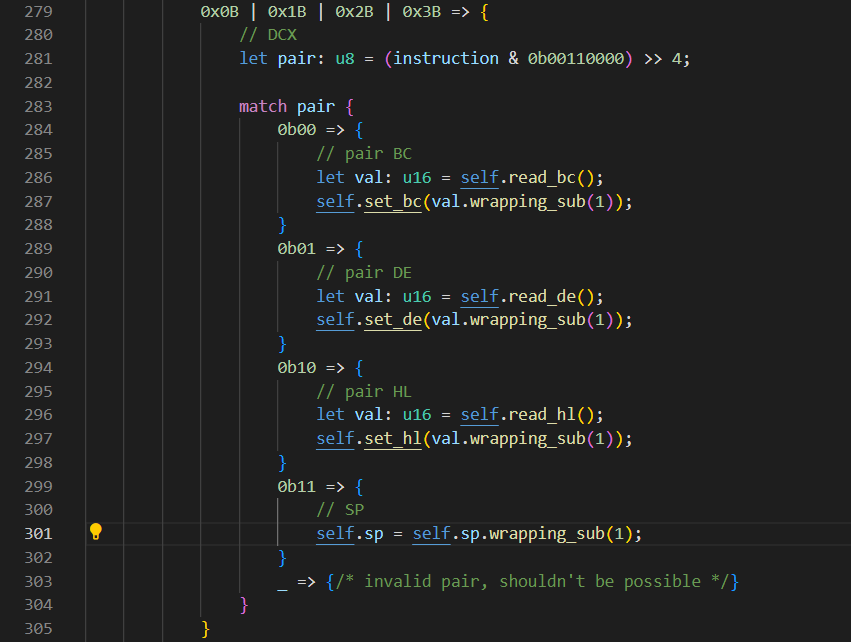 279 0x0B | 0x1B | 0x2B | 0x3B => {
280 // DCX
281 let pair: u8 = (instruction & 0b00110000) >> 4;
282
283 match pair {
284 0b00 => {
285 // pair BC
286 let val: u16 = self.read_bc();
287 self.set_bc(val.wrapping_sub(1));
288 }
289 0b01 => {
290 // pair DE
291 let val: u16 = self.read_de();
292 self.set_de(val.wrapping_sub(1));
293 }
294 0b10 => {
295 // pair HL
296 let val: u16 = self.read_hl();
297 self.set_hl(val.wrapping_sub(1));
298 }
299 0b11 => {
300 // SP
301 self.sp = self.sp.wrapping_sub(1);
302 }
303 _ => {/* invalid pair, shouldn't be possible */}
304 }
305 }